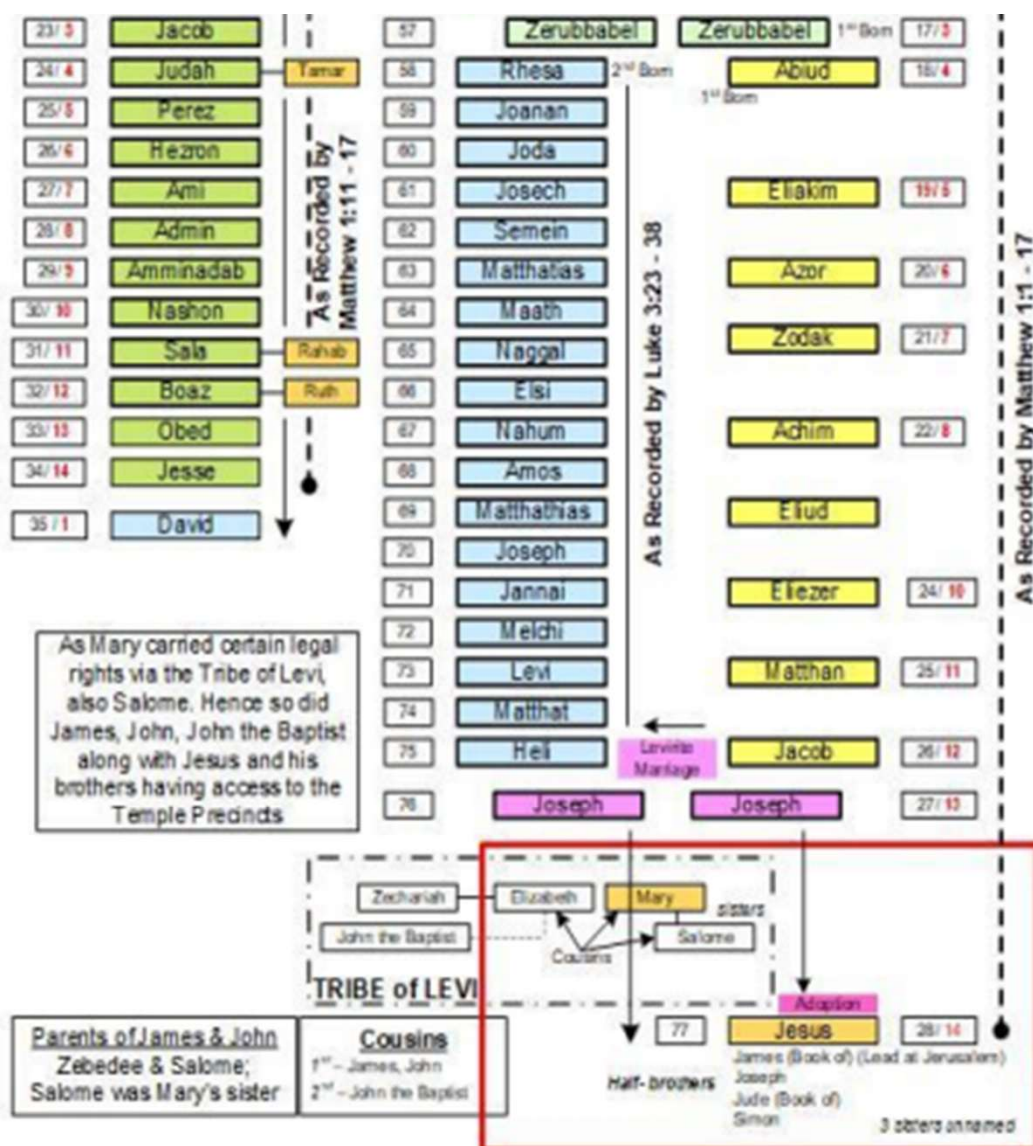 23/ 3 Jacob
24/ 4 Judah Tamar
25/ 5 Perez
26/ 6 Hezron
27/ 7 Ami
28/ 8 Admin
29/ 9 Amminadab
30/ 10 Nashon
31/ 11 Sala Rahab
32/ 12 Boaz Ruth
33/ 13 Obed
34/ 14 Jesse
35 / 1 David
As Recorded by
Matthew 1:11 - 17
57 Zerubbabel Zerubbabel 1st Born 17/ 3
58 Rhesa 2nd Born Abiud 18/ 4
1st Born
59 Joanan
60 Joda
61 Josech Eliakim 19/ 5
62 Semein
63 Matthatias Azor 20/ 6
64 Maath
Zodak 21/ 7
65 Naggal
66 Elsi
67 Nahum Achim 22/ 8
68 Amos
69 Matthathias Eliud
70 Joseph
71 Jannai Eliezer 24/ 10
72 Melchi
73 Levi Matthan 25/ 11
74 Matthat
75 Heli Levirite Jacob 26/ 12
Marriage
76 Joseph Joseph 27/ 13
As Recorded by Luke 3:23 - 38
As Recorded by Matthew 1:1 - 17
As Mary carried certain legal
rights via the Tribe of Levi,
also Salome. Hence so did
James, John, John the Baptist
along with Jesus and his
brothers having access to the
Temple Precincts
Zechariah Elizabeth Mary
sisters
John the Baptist Salome
Cousins
TRIBE of LEVI
Adoption
77 Jesus 28/ 14
James (Book of) (Lead at Jerusalem)
Joseph
Jude (Book of)
Simon
Half- brothers
3 sisters unnamed
Parents of James & John
Zebedee & Salome;
Salome was Mary's sister
Cousins
1st – James, John
2nd – John the Baptist